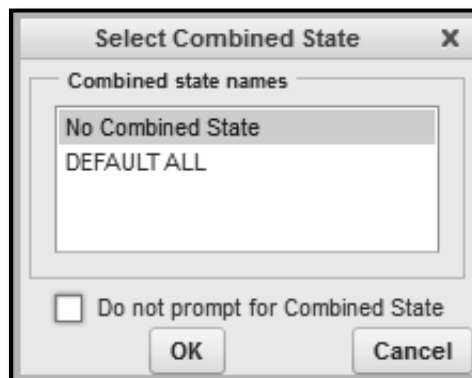 Select Combined State X
Combined state names
No Combined State
DEFAULT ALL
Do not prompt for Combined State
OK Cancel